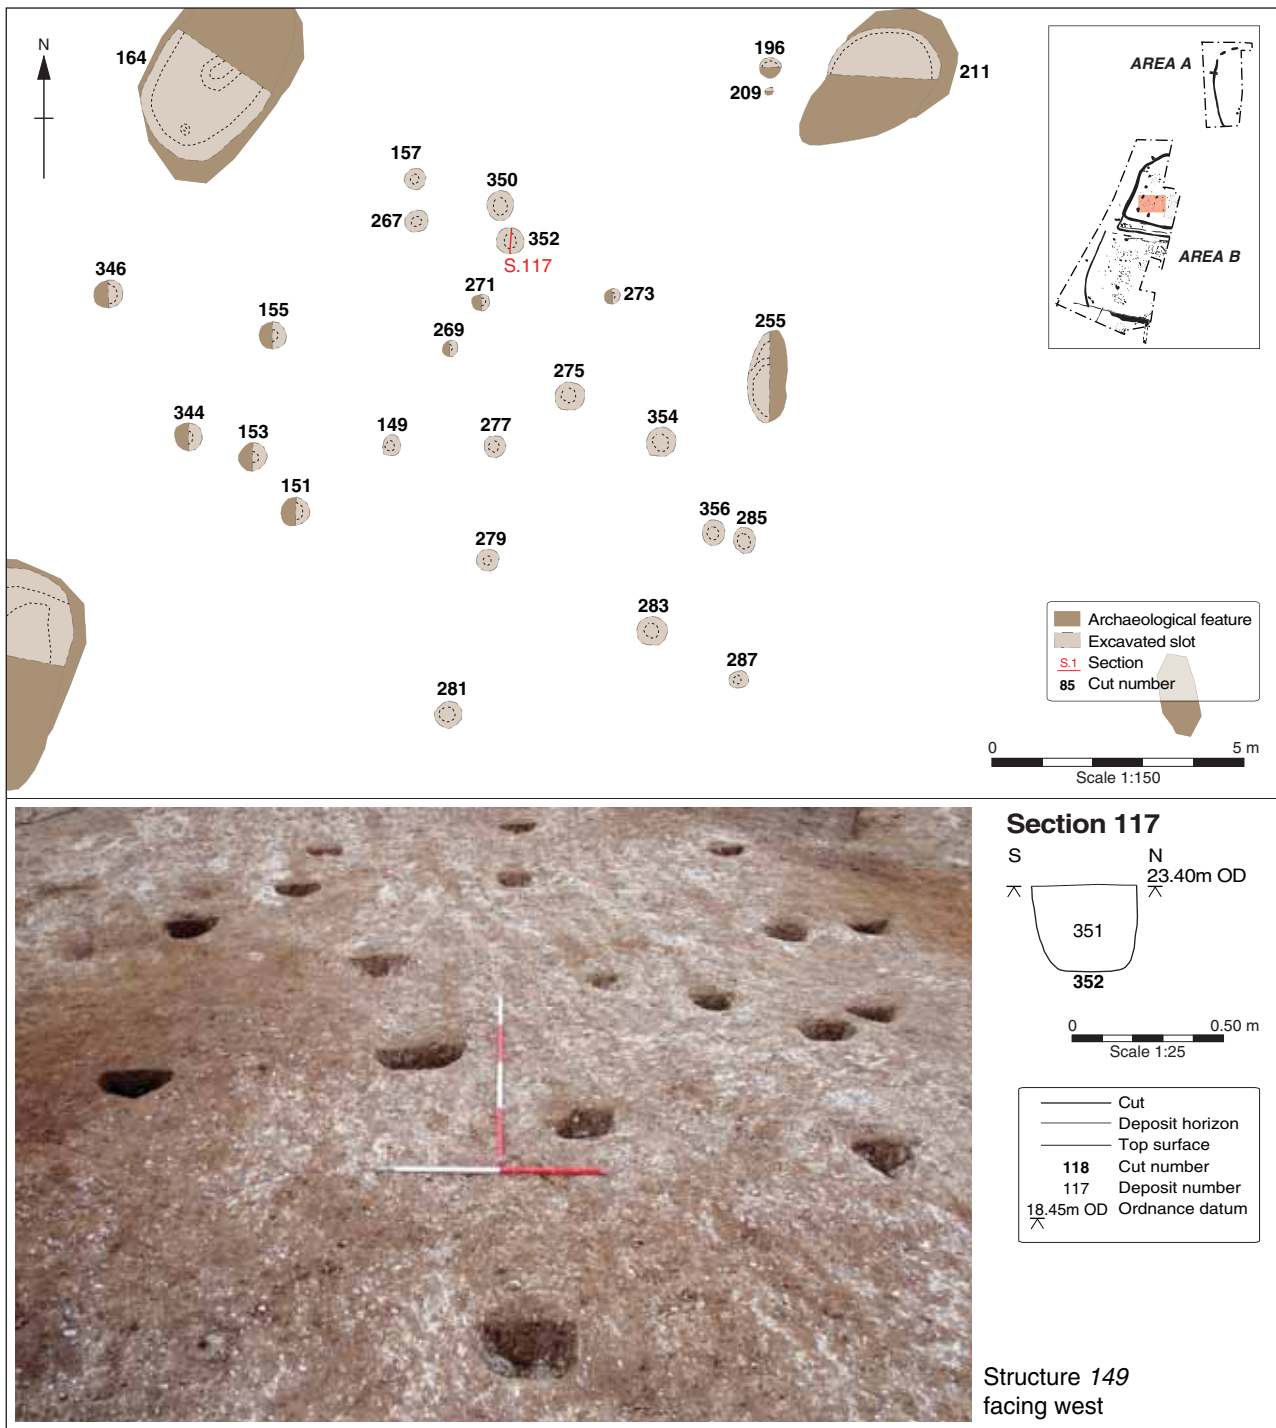 N
164
196
211
209
AREA A
AREA B
157
350
267
352
S.117
346
271
273
155
269
255
275
344
153
149
277
354
151
356
285
279
283
287
281
Archaeological feature
Excavated slot
S.1 Section
85 Cut number
0 5 m
Scale 1:150
Section 117
S N
23.40m OD
351
352
0 0.50 m
Scale 1:25
Cut
Deposit horizon
Top surface
118 Cut number
117 Deposit number
18.45m OD Ordnance datum
Structure 149
facing west